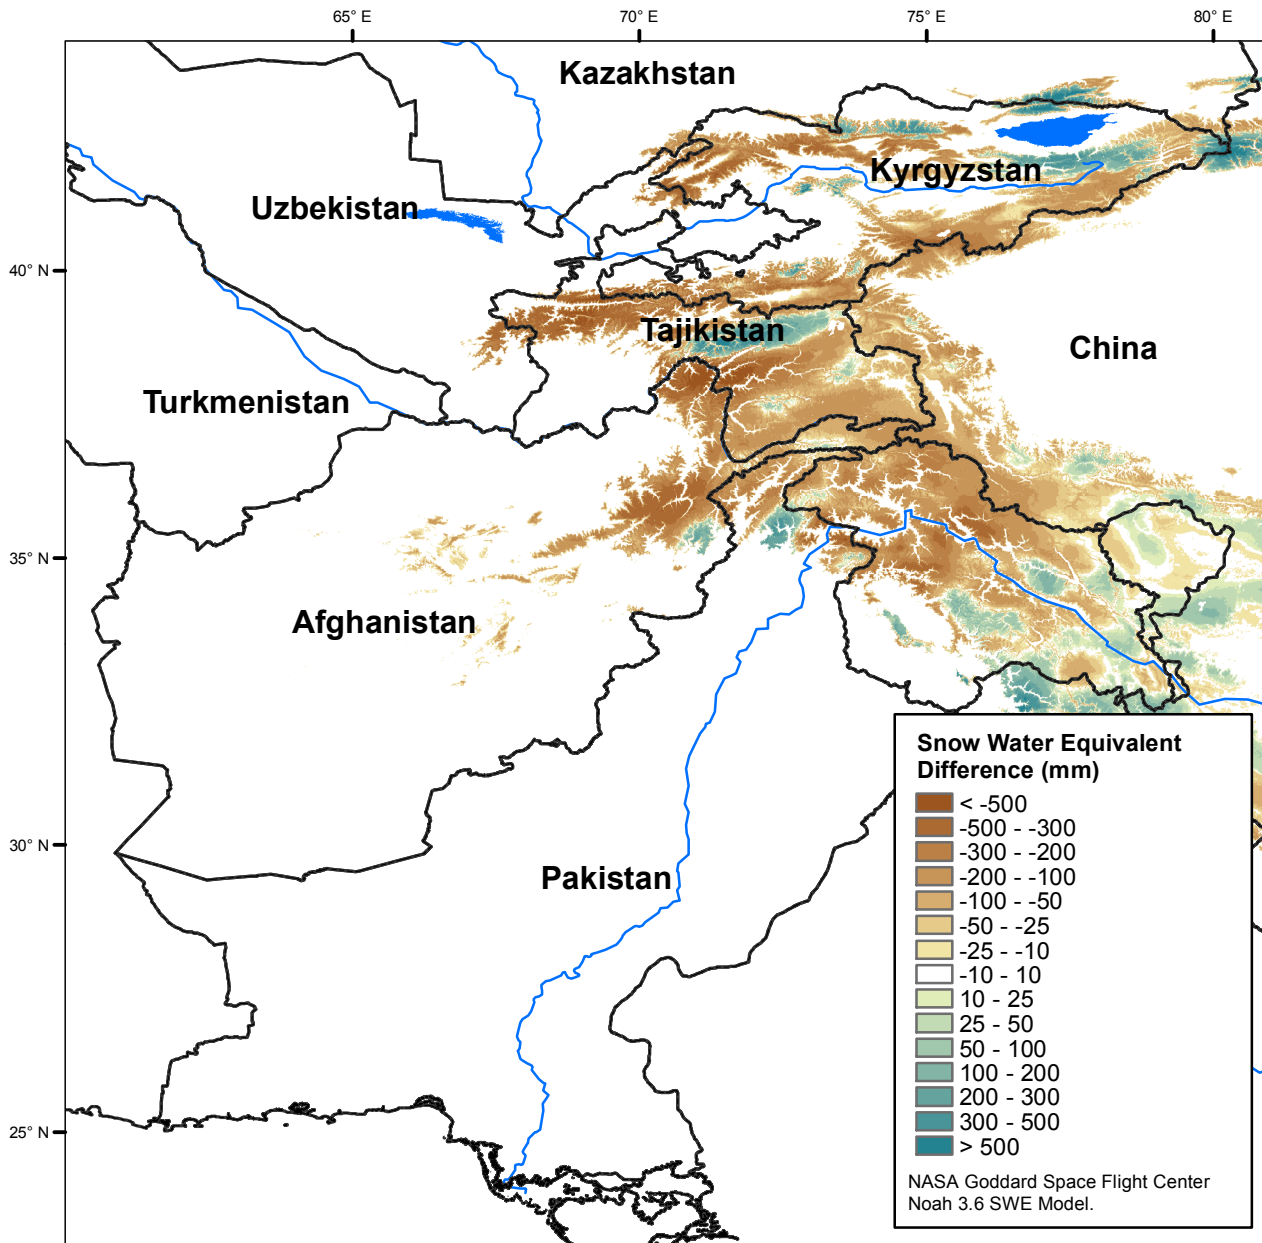 65° E
70° E
75° E
80° E
Kazakhstan
Kyrgyzstan
Uzbekistan
40° N
Tajikistan
China
Turkmenistan
35° N
Afghanistan
Snow Water Equivalent
Difference (mm)
< -500
-500 - -300
-300 - -200
-200 - -100
-100 - -50
-50 - -25
-25 - -10
-10 - 10
10 - 25
25 - 50
50 - 100
100 - 200
200 - 300
300 - 500
> 500
NASA Goddard Space Flight Center
Noah 3.6 SWE Model.
30° N
Pakistan
25° N